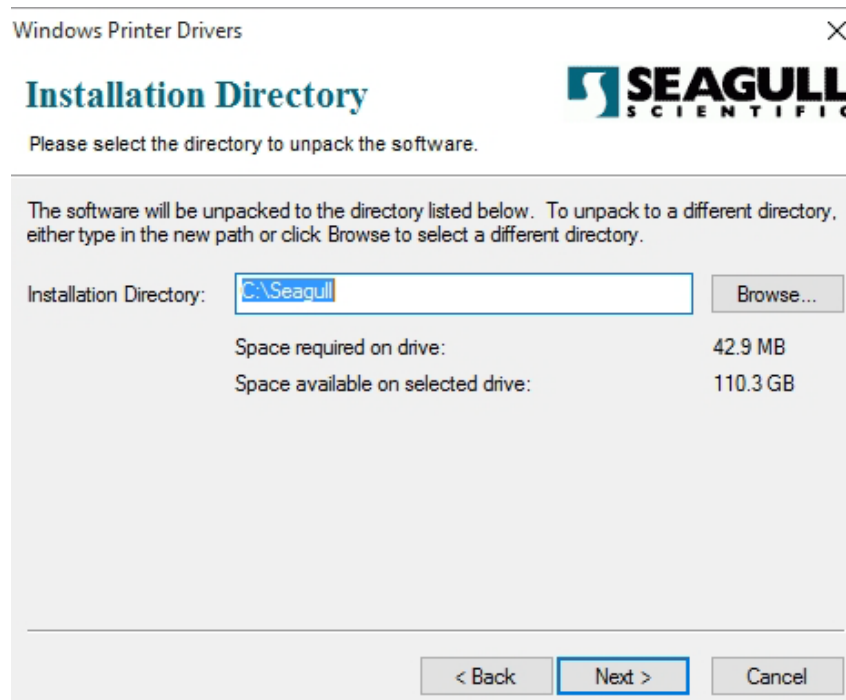 Windows Printer Drivers
Installation Directory
SEAGULL
SCIENTIFIC
Please select the directory to unpack the software.
The software will be unpacked to the directory listed below. To unpack to a different directory,
either type in the new path or click Browse to select a different directory.
Installation Directory: C:\Seagull Browse...
Space required on drive: 42.9 MB
Space available on selected drive: 110.3 GB
< Back Next > Cancel